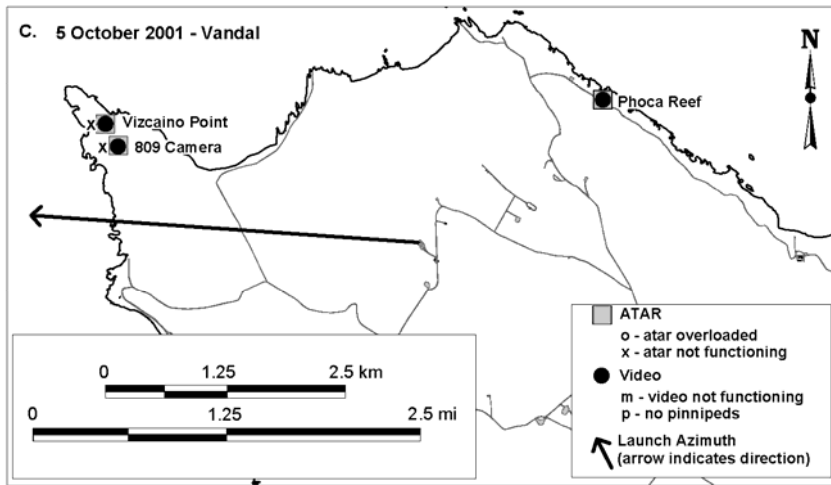 C. 5 October 2001 - Vandal
N
Phoca Reef
x Vizcaino Point
x 809 Camera
ATAR
o - atar overloaded
x - atar not functioning
Video
m - video not functioning
p - no pinnipeds
Launch Azimuth
(arrow indicates direction)
0 1.25 2.5 km
0 1.25 2.5 mi